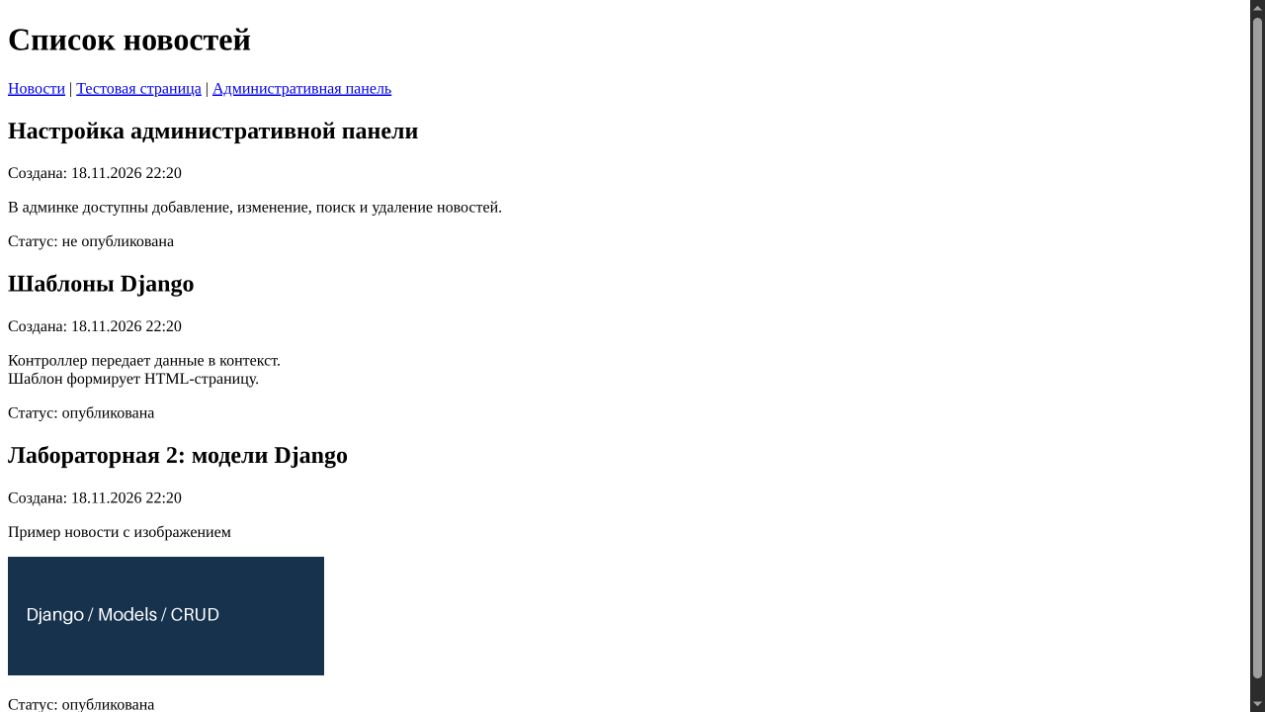 Список новостей
Новости | Тестовая страница | Административная панель
Настройка административной панели
Создана: 18.11.2026 22:20
В админке доступны добавление, изменение, поиск и удаление новостей.
Статус: не опубликована
Шаблоны Django
Создана: 18.11.2026 22:20
Контроллер передает данные в контекст.
Шаблон формирует HTML-страницу.
Статус: опубликована
Лабораторная 2: модели Django
Создана: 18.11.2026 22:20
Пример новости с изображением
Django / Models / CRUD
Статус: опубликована